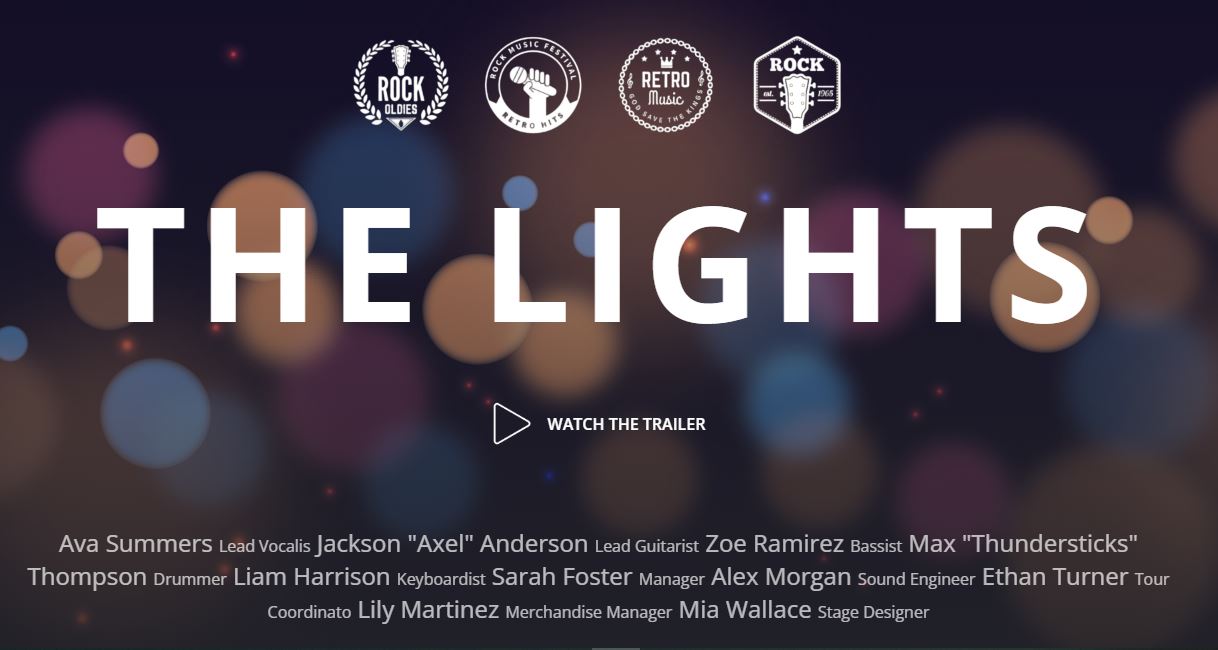 ROCK
OLDIES
ROCK MUSIC FESTIVAL
RETRO HITS
RETRO
Music
GOD SAVE THE KINGS
ROCK
est. 1965
THE LIGHTS
WATCH THE TRAILER
Ava Summers Lead Vocalis Jackson "Axel" Anderson Lead Guitarist Zoe Ramirez Bassist Max "Thundersticks"
Thompson Drummer Liam Harrison Keyboardist Sarah Foster Manager Alex Morgan Sound Engineer Ethan Turner Tour
Coordinato Lily Martinez Merchandise Manager Mia Wallace Stage Designer